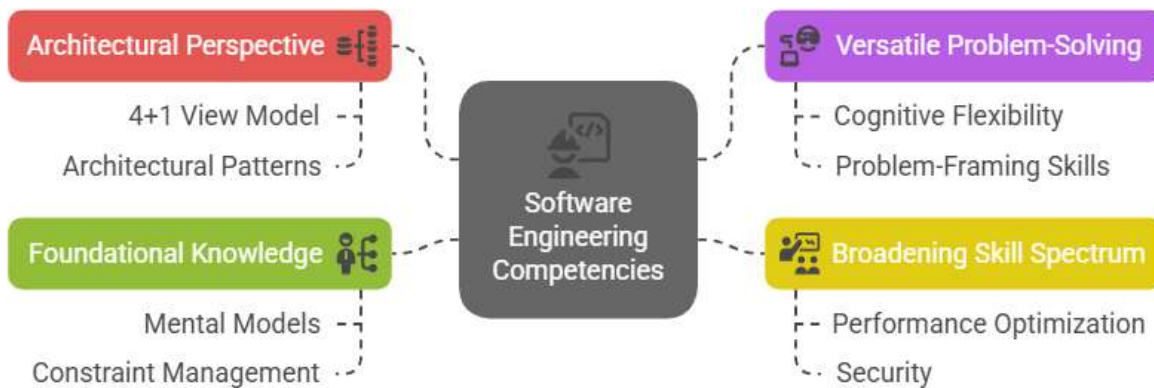 Architectural Perspective
4+1 View Model
Architectural Patterns
Foundational Knowledge
Mental Models
Constraint Management
</>
Software
Engineering
Competencies
Versatile Problem-Solving
Cognitive Flexibility
Problem-Framing Skills
Broadening Skill Spectrum
Performance Optimization
Security